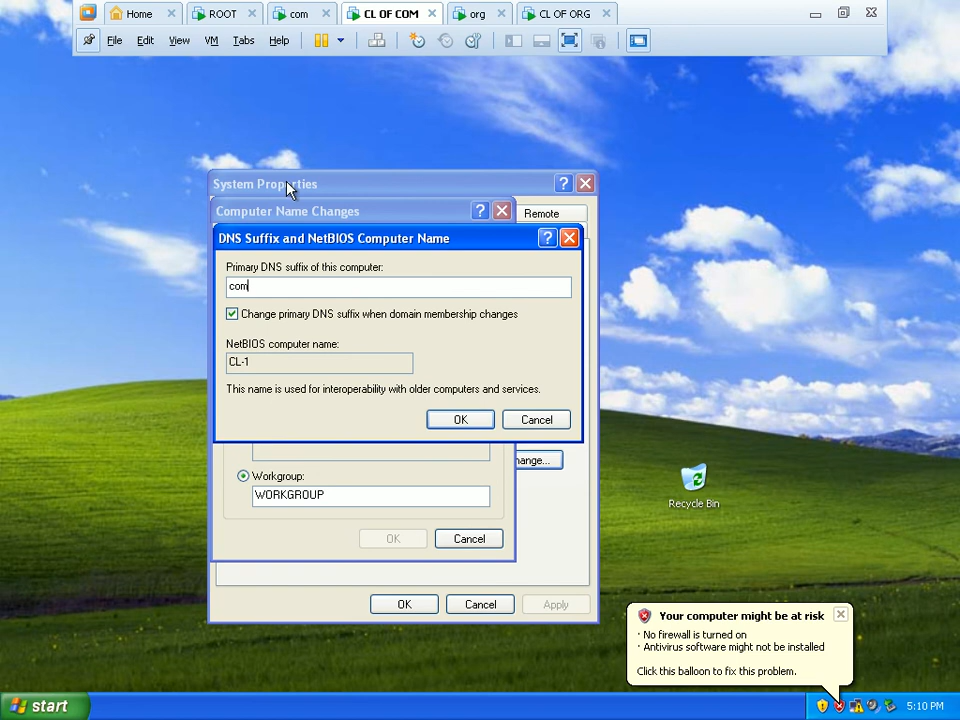 Home
ROOT
com
CL OF COM
org
CL OF ORG
File Edit View VM Tabs Help
System Properties
Computer Name Changes
Remote
DNS Suffix and NetBIOS Computer Name
Primary DNS suffix of this computer:
com
Change primary DNS suffix when domain membership changes
NetBIOS computer name:
CL-1
This name is used for interoperability with older computers and services.
OK Cancel
hange...
Workgroup:
WORKGROUP
OK Cancel
OK Cancel Apply
Recycle Bin
Your computer might be at risk
· No firewall is turned on
· Antivirus software might not be installed
Click this balloon to fix this problem.
start
5:10 PM